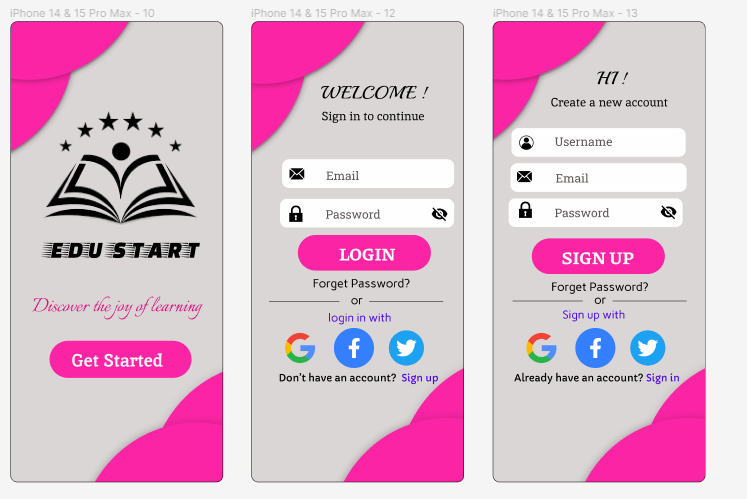 iPhone 14 & 15 Pro Max - 10
EDU START
Discover the joy of learning
Get Started
iPhone 14 & 15 Pro Max - 12
WELCOME !
Sign in to continue
Email
Password
LOGIN
Forget Password?
or
login in with
Don't have an account? Sign up
iPhone 14 & 15 Pro Max - 13
HI !
Create a new account
Username
Email
Password
SIGN UP
Forget Password?
or
Sign up with
Already have an account? Sign in